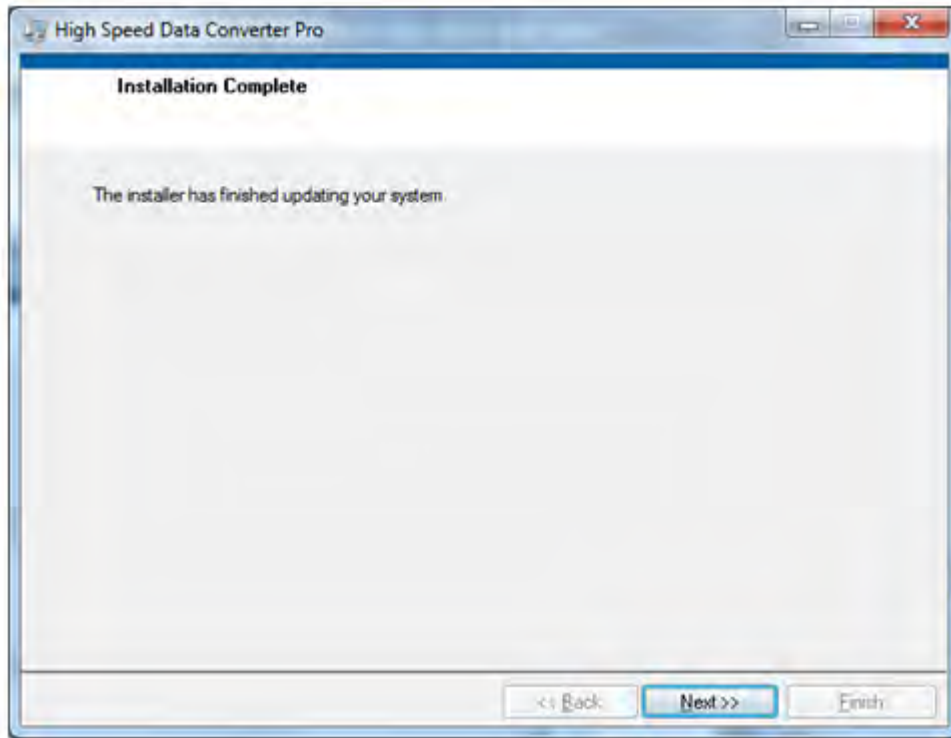 High Speed Data Converter Pro
Installation Complete
The installer has finished updating your system
<< Back
Next >>
Finish